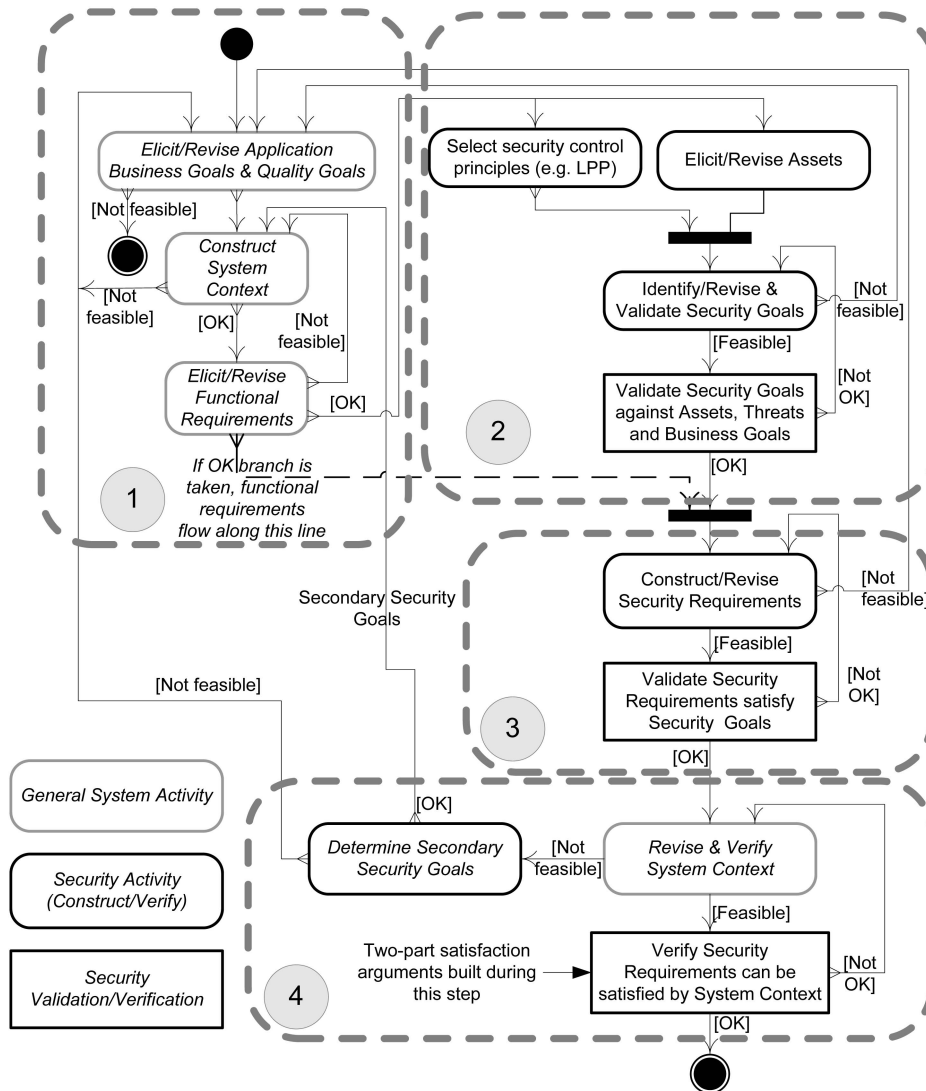 Elicit/Revise Application
Business Goals & Quality Goals
[Not feasible]
Construct
System
Context
[Not
feasible]
[OK]
[Not
feasible]
Elicit/Revise
Functional
Requirements
[OK]
If OK branch is
taken, functional
requirements
flow along this line
1
Select security control
principles (e.g. LPP)
Elicit/Revise Assets
Identify/Revise &
Validate Security Goals
[Not
feasible]
[Feasible]
Validate Security Goals
against Assets, Threats
and Business Goals
[Not
OK]
[OK]
2
Construct/Revise
Security Requirements
[Not
feasible]
[Feasible]
Validate Security
Requirements satisfy
Security Goals
[Not
OK]
[OK]
3
Secondary Security
Goals
[Not feasible]
[OK]
Determine Secondary
Security Goals
[Not
feasible]
Revise & Verify
System Context
[Feasible]
Two-part satisfaction
arguments built during
this step
Verify Security
Requirements can be
satisfied by System Context
[Not
OK]
[OK]
4
General System Activity
Security Activity
(Construct/Verify)
Security
Validation/Verification